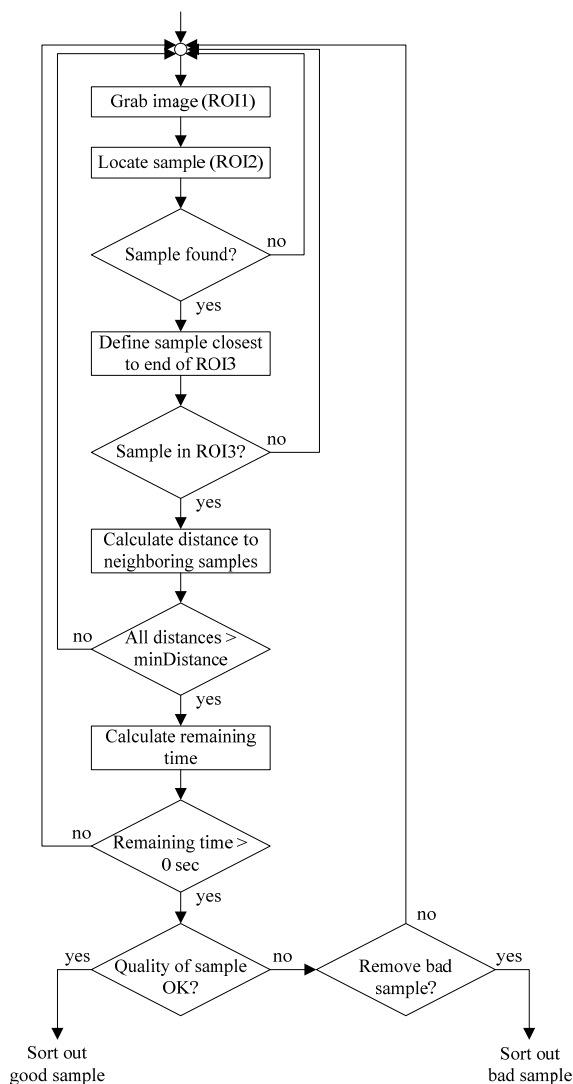 Grab image (ROI1)
Locate sample (ROI2)
Sample found?
no
yes
Define sample closest
to end of ROI3
Sample in ROI3?
no
yes
Calculate distance to
neighboring samples
no
All distances >
minDistance
yes
Calculate remaining
time
no
Remaining time >
0 sec
yes
yes
Quality of sample
OK?
no
no
Remove bad
sample?
yes
Sort out
good sample
Sort out
bad sample